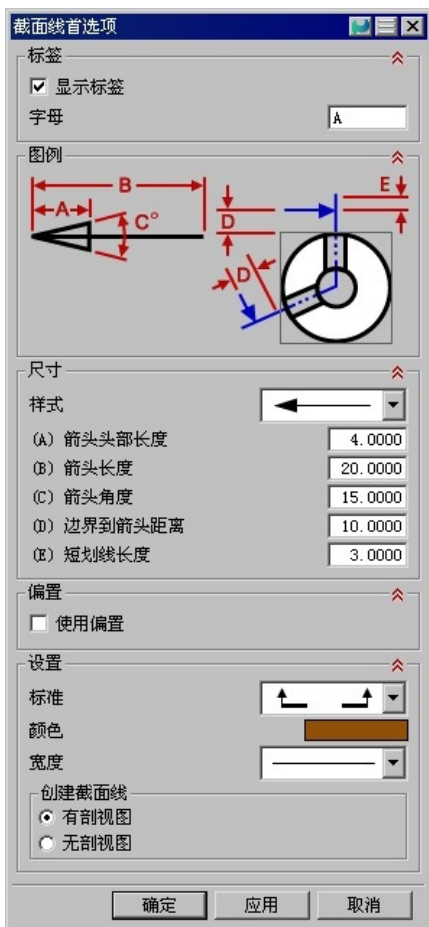 截面线首选项
标签
显示标签
字母 A
图例
B
E
A
C°
D
D
尺寸
样式
(A) 箭头头部长度 4.0000
(B) 箭头长度 20.0000
(C) 箭头角度 15.0000
(D) 边界到箭头距离 10.0000
(E) 短划线长度 3.0000
偏置
使用偏置
设置
标准
颜色
宽度
创建截面线
有剖视图
无剖视图
确定 应用 取消